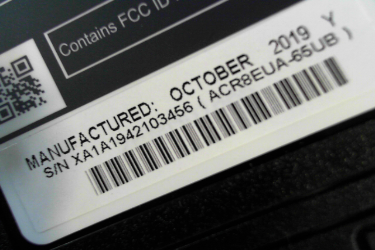 Contains FCC ID
MANUFACTURED: OCTOBER 2019 Y
S/N XA1A1942103456 ( ACR8EUA-65UB )